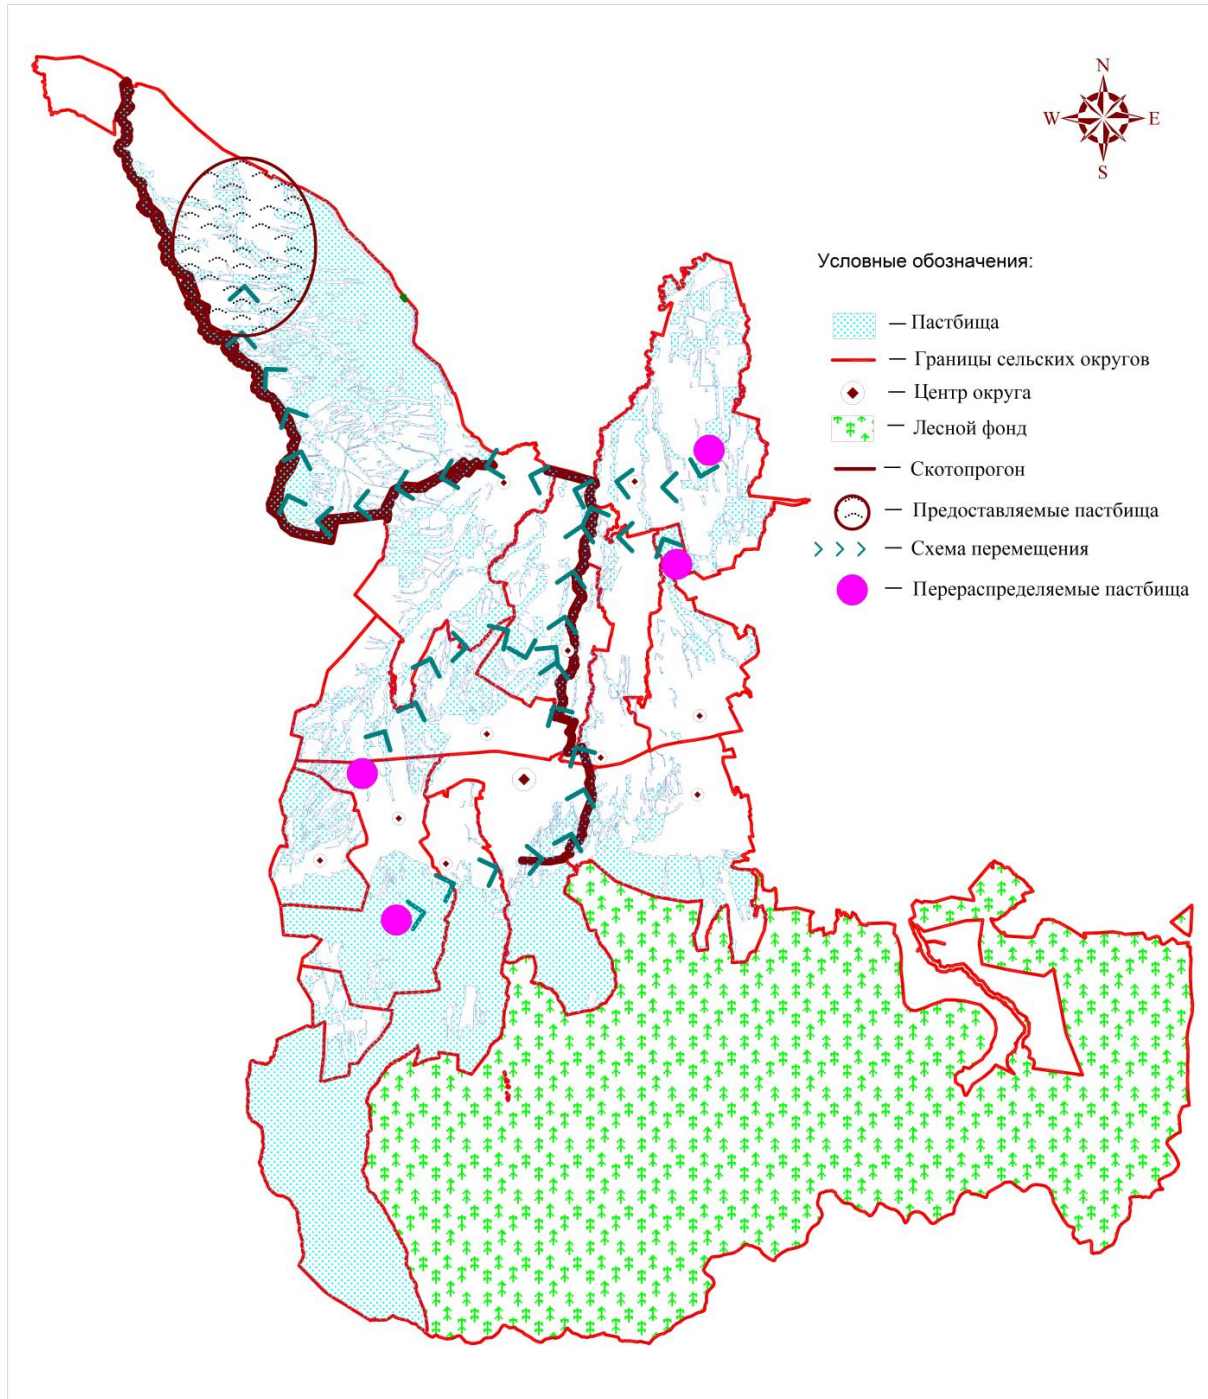 N
W E
S
Условные обозначения:
— Пастбища
— Границы сельских округов
— Центр округа
— Лесной фонд
— Скотопрогон
— Предоставляемые пастбища
— Схема перемещения
— Перераспределяемые пастбища